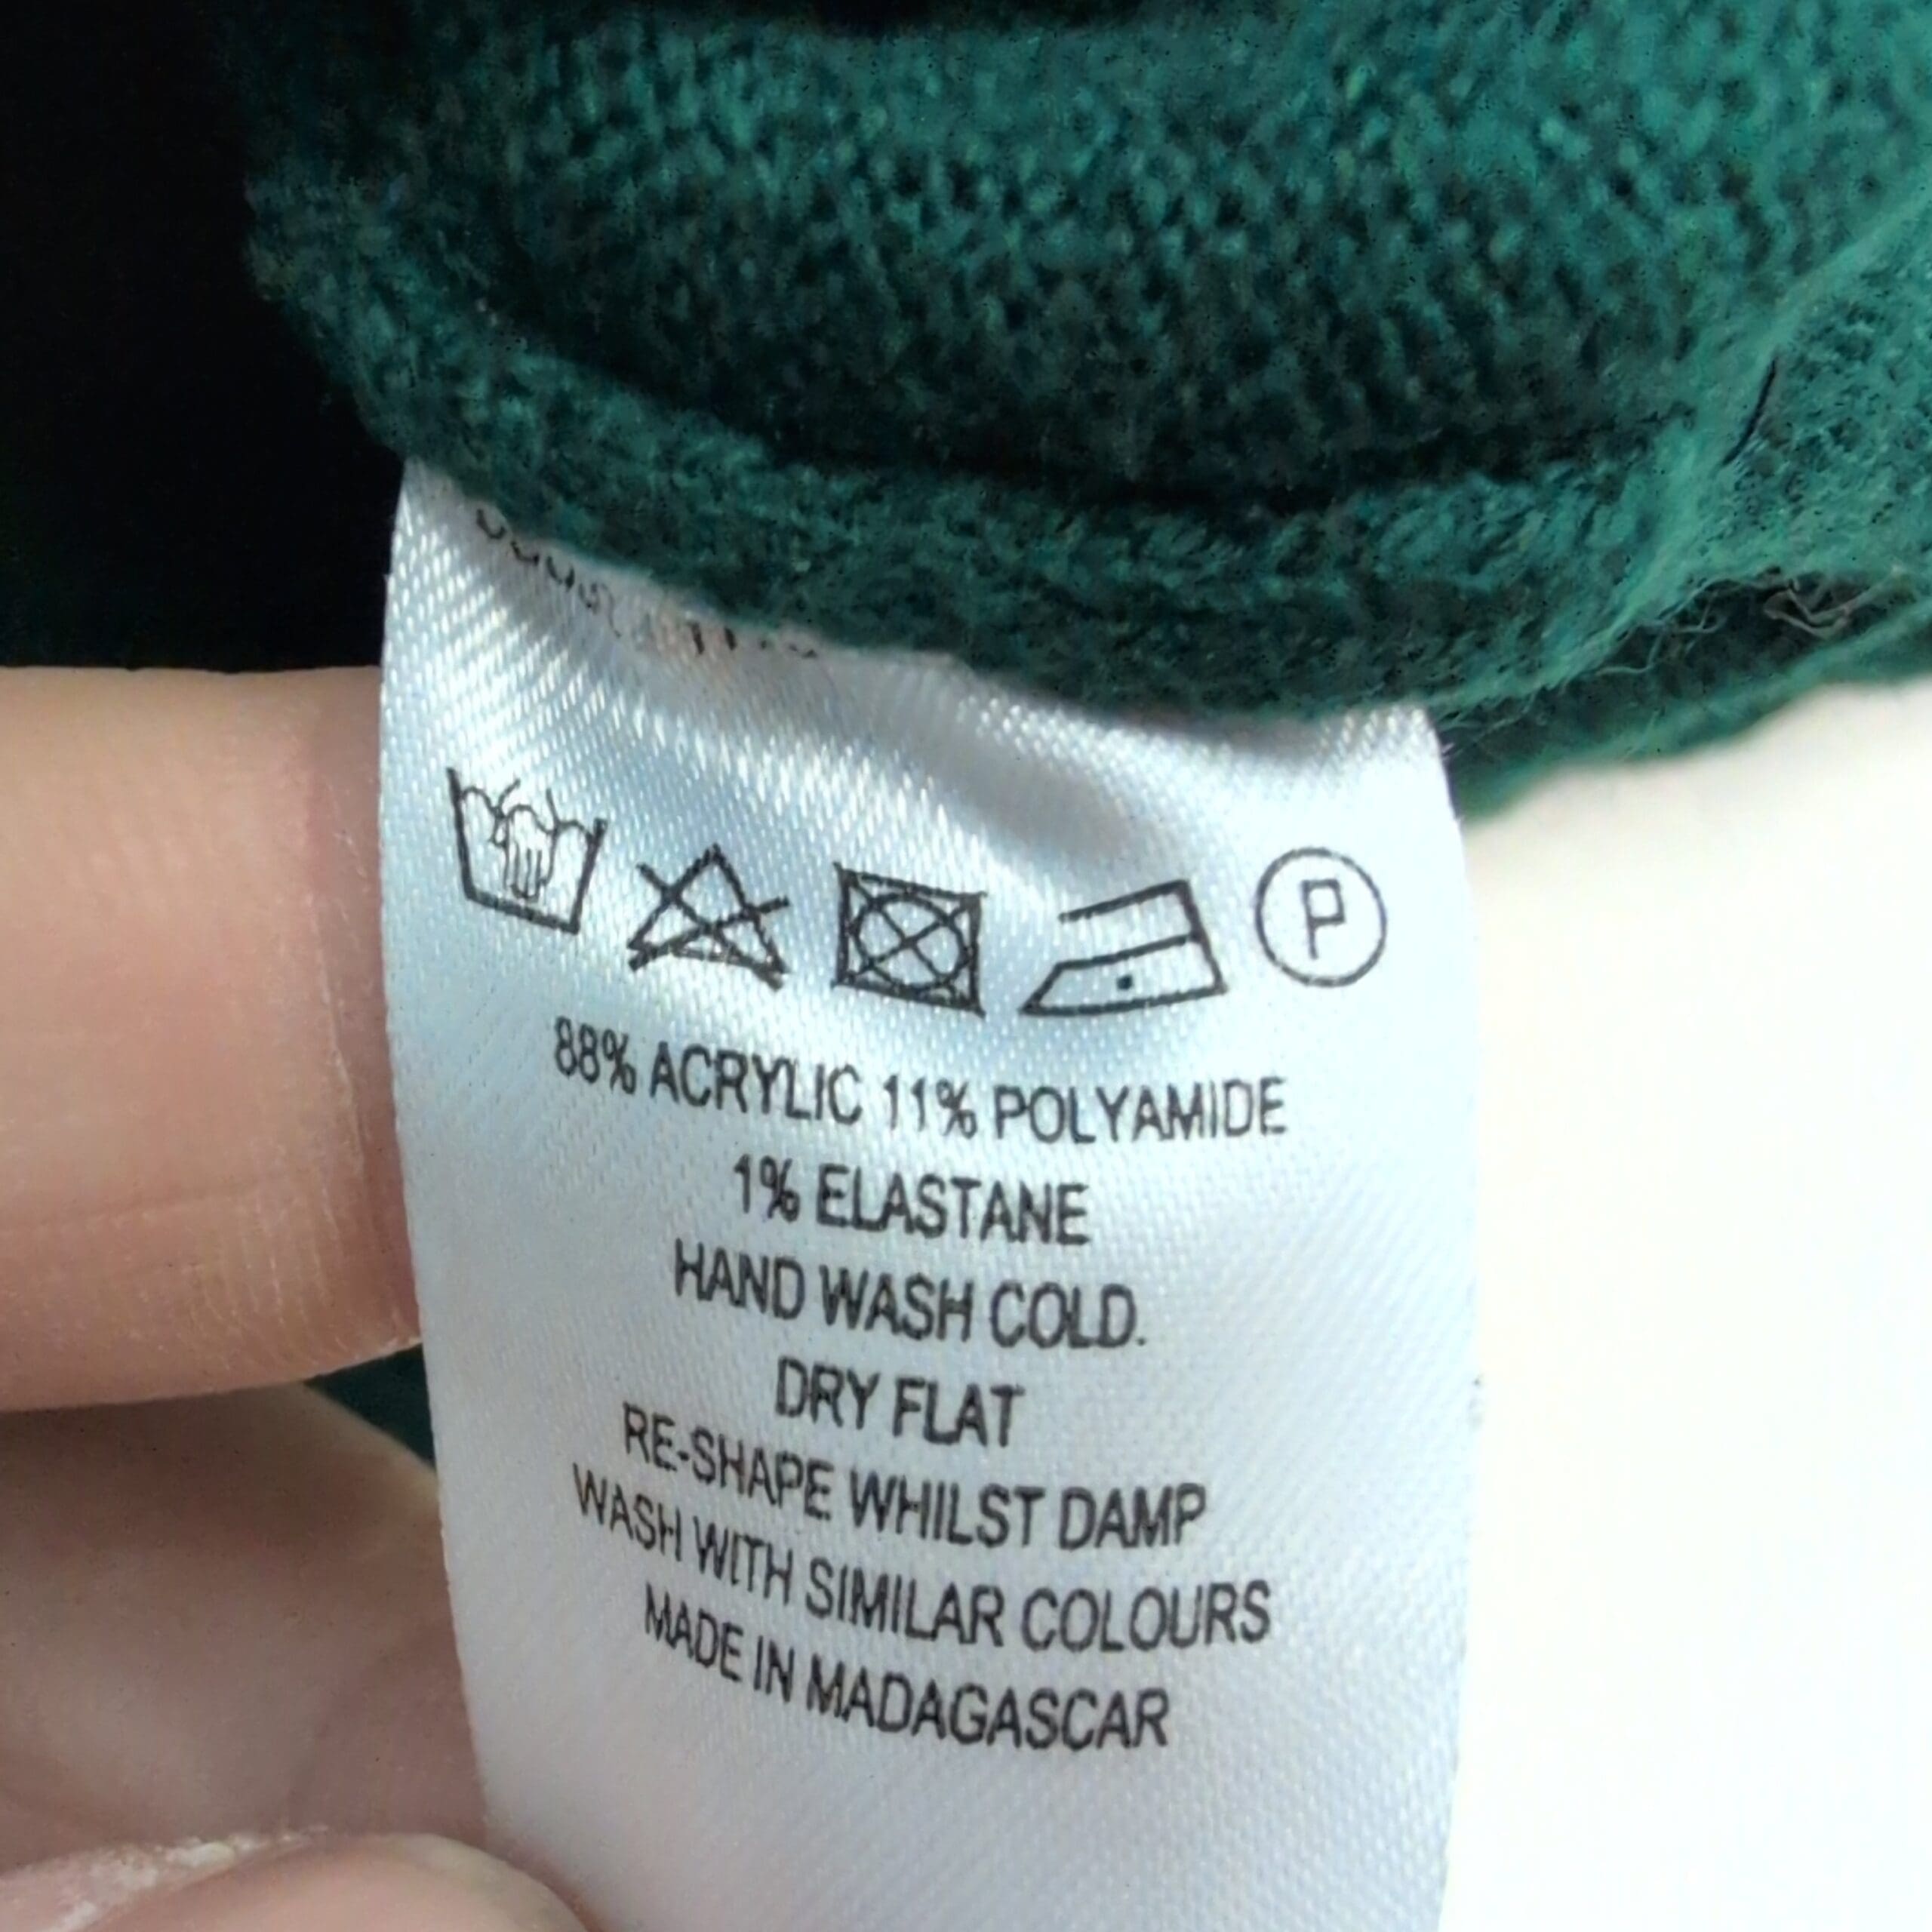 P
88% ACRYLIC 11% POLYAMIDE
1% ELASTANE
HAND WASH COLD.
DRY FLAT
RE-SHAPE WHILST DAMP
WASH WITH SIMILAR COLOURS
MADE IN MADAGASCAR